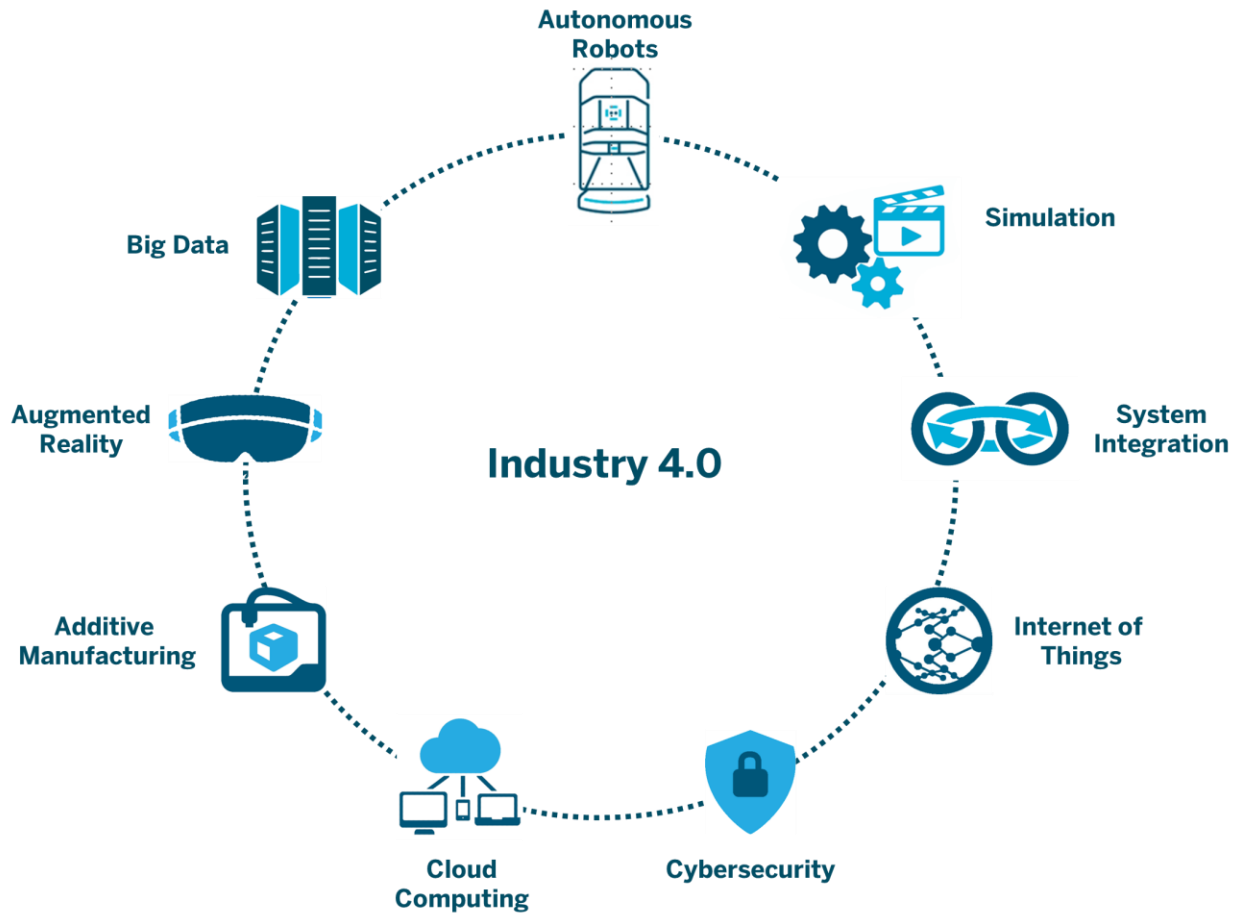 Autonomous
Robots
Simulation
Big Data
System
Integration
Augmented
Reality
Industry 4.0
Internet of
Things
Additive
Manufacturing
Cybersecurity
Cloud
Computing